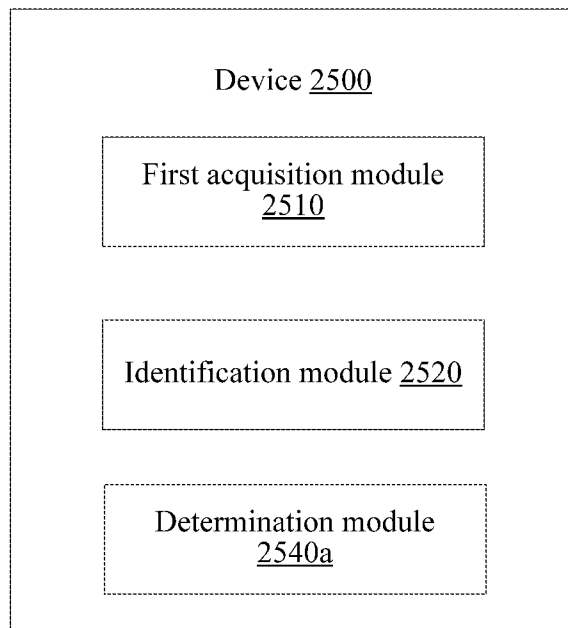 Device 2500
First acquisition module
2510
Identification module 2520
Determination module
2540a